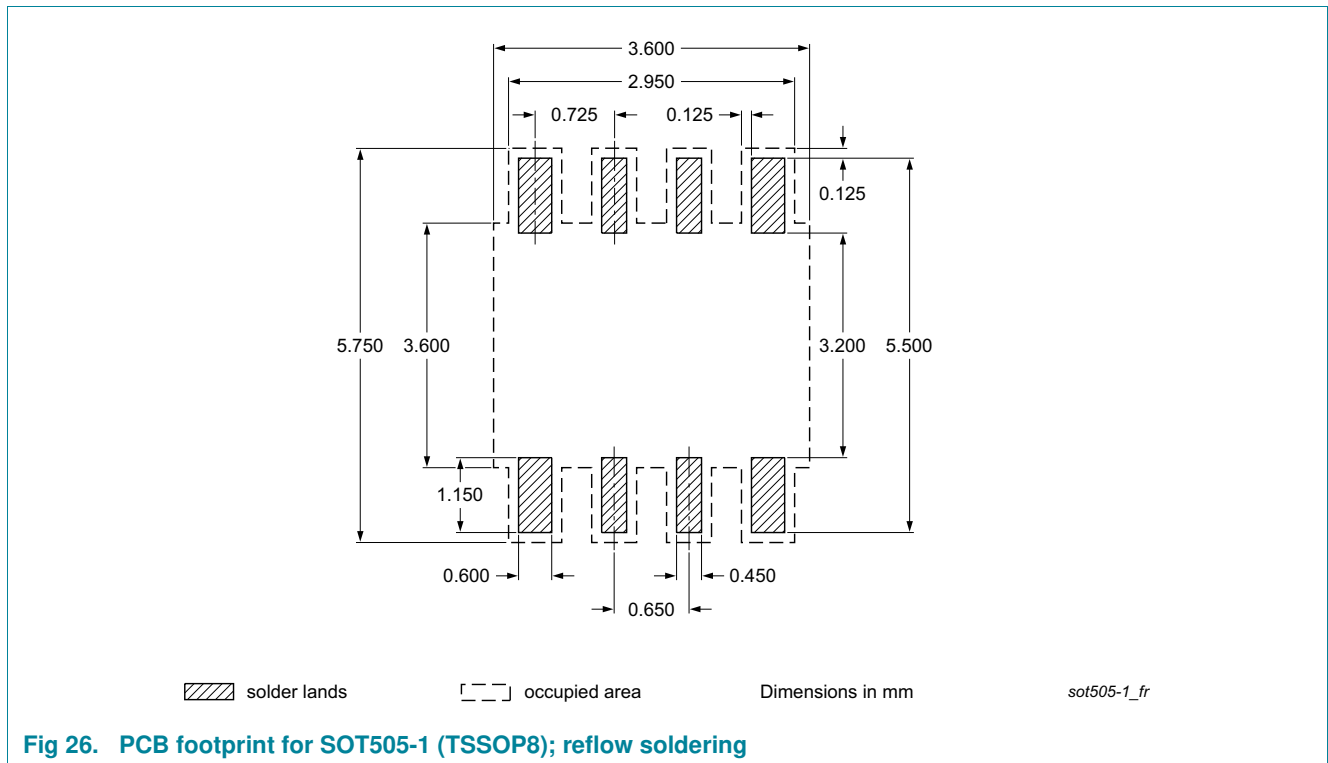 3.600
2.950
0.725
0.125
0.125
5.750
3.600
3.200
5.500
1.150
0.600
0.450
0.650
solder lands
occupied area
Dimensions in mm
sot505-1_fr
Fig 26. PCB footprint for SOT505-1 (TSSOP8); reflow soldering